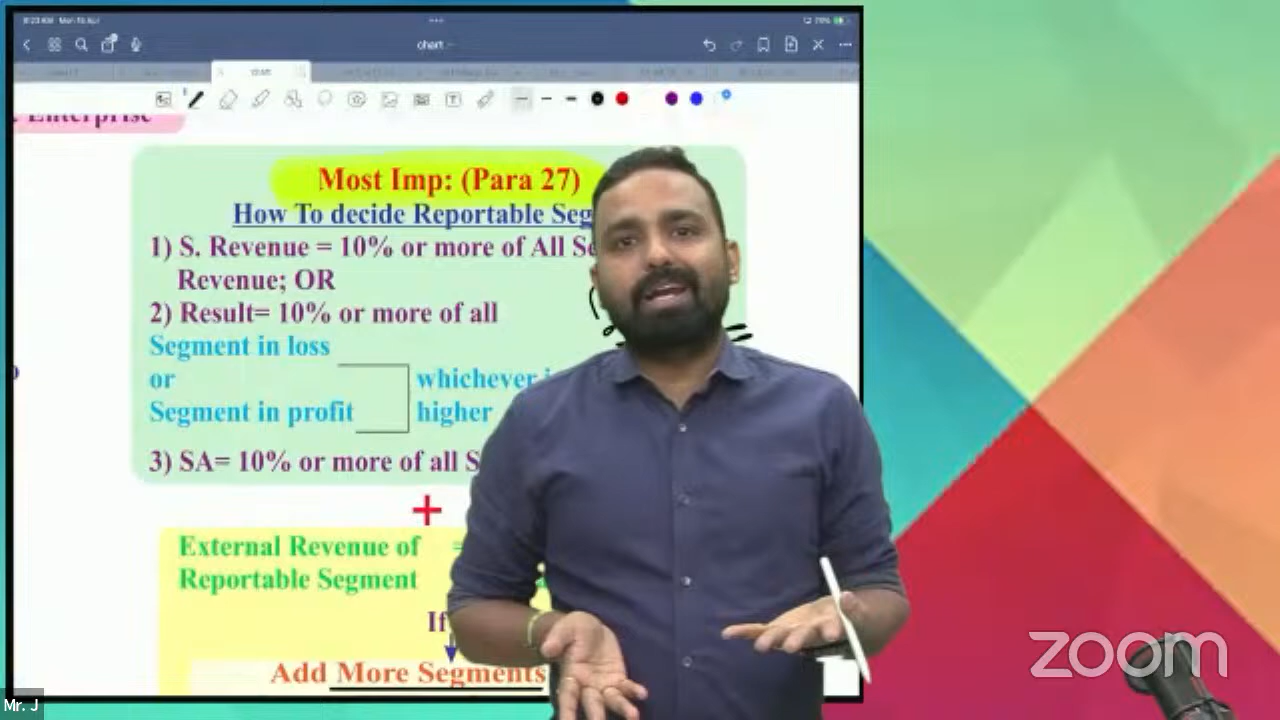 chart
Enterprise
Most Imp: (Para 27)
How To decide Reportable Seg
1) S. Revenue = 10% or more of All Se
Revenue; OR
2) Result= 10% or more of all
Segment in loss
or
whichever i
Segment in profit
higher
3) SA= 10% or more of all S
+
External Revenue of =
Reportable Segment
If
Add More Segments
zoom
Mr. J